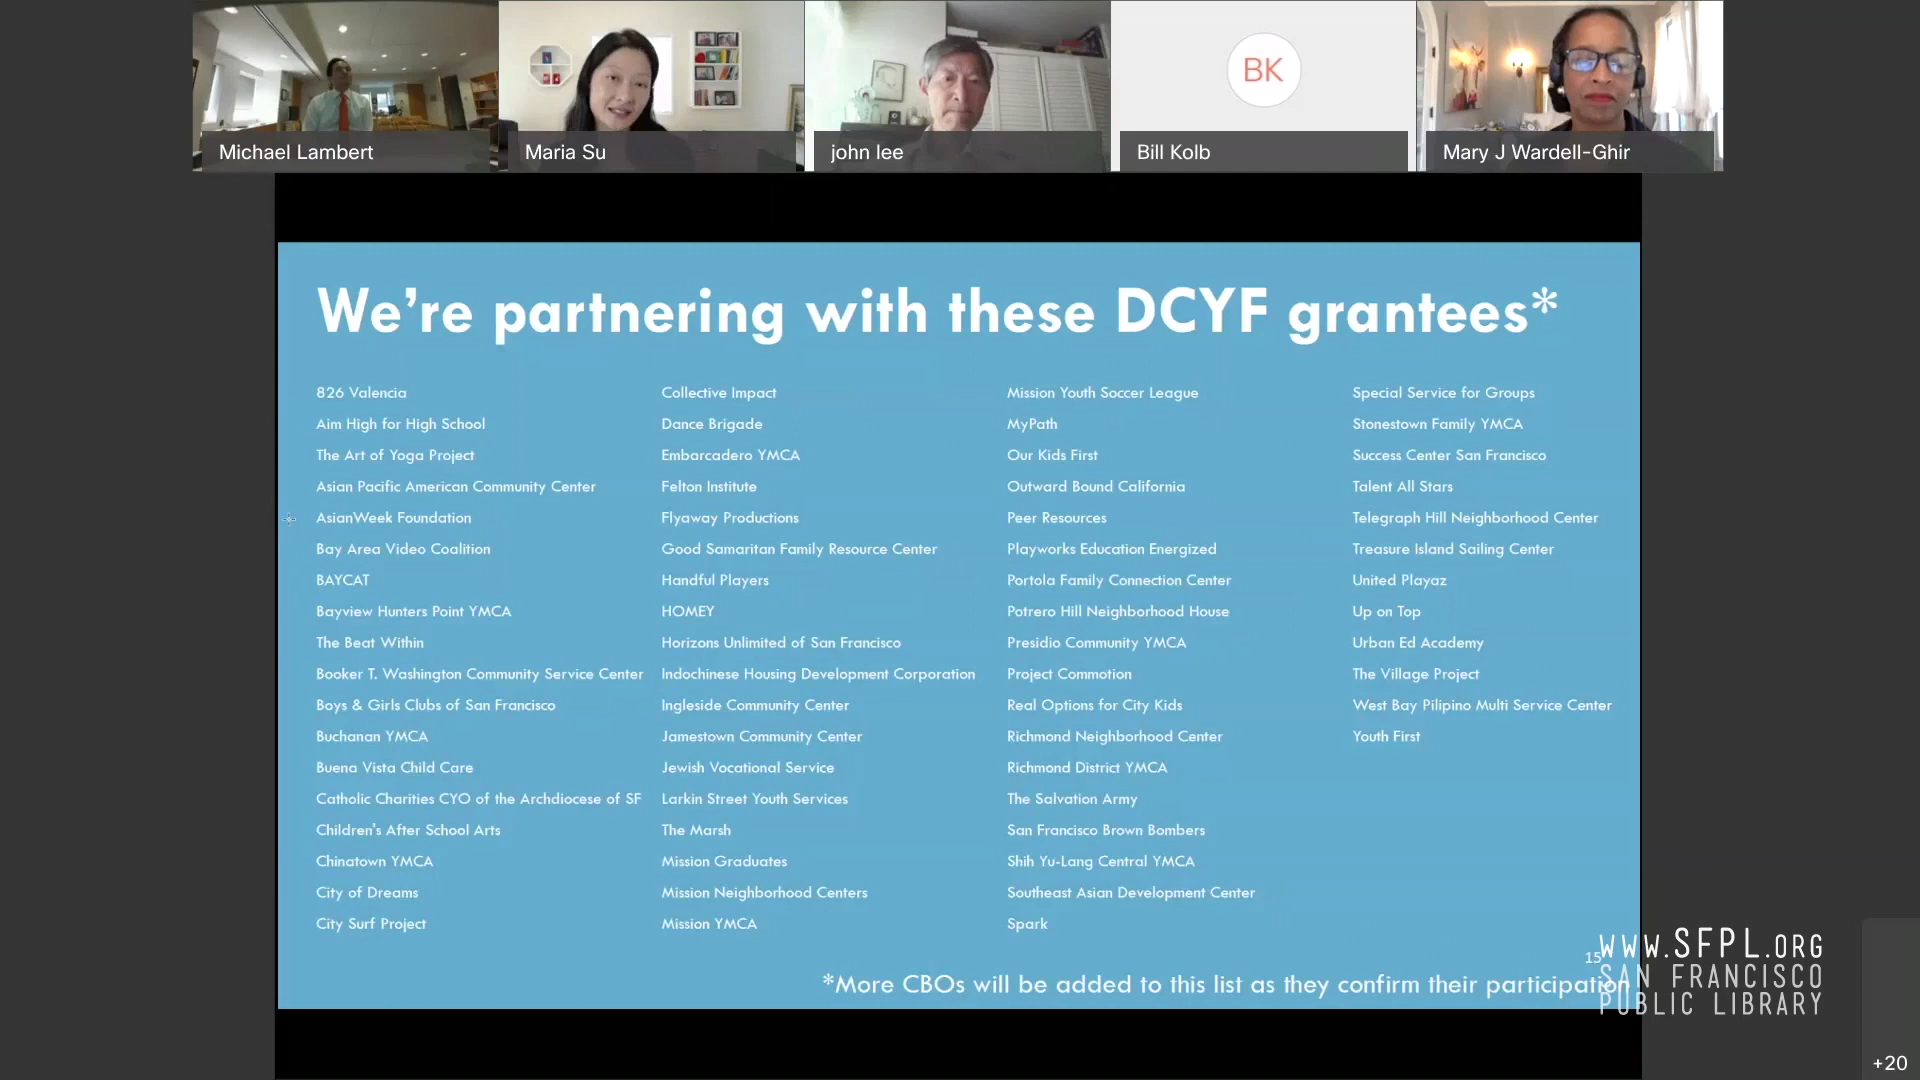 Michael Lambert
Maria Su
john lee
BK
Bill Kolb
Mary J Wardell-Ghir
We're partnering with these DCYF grantees*
826 Valencia
Aim High for High School
The Art of Yoga Project
Asian Pacific American Community Center
AsianWeek Foundation
Bay Area Video Coalition
BAYCAT
Bayview Hunters Point YMCA
The Beat Within
Booker T. Washington Community Service Center
Boys & Girls Clubs of San Francisco
Buchanan YMCA
Buena Vista Child Care
Catholic Charities CYO of the Archdiocese of SF
Children's After School Arts
Chinatown YMCA
City of Dreams
City Surf Project
Collective Impact
Dance Brigade
Embarcadero YMCA
Felton Institute
Flyaway Productions
Good Samaritan Family Resource Center
Handful Players
HOMEY
Horizons Unlimited of San Francisco
Indochinese Housing Development Corporation
Ingleside Community Center
Jamestown Community Center
Jewish Vocational Service
Larkin Street Youth Services
The Marsh
Mission Graduates
Mission Neighborhood Centers
Mission YMCA
Mission Youth Soccer League
MyPath
Our Kids First
Outward Bound California
Peer Resources
Playworks Education Energized
Portola Family Connection Center
Potrero Hill Neighborhood House
Presidio Community YMCA
Project Commotion
Real Options for City Kids
Richmond Neighborhood Center
Richmond District YMCA
The Salvation Army
San Francisco Brown Bombers
Shih Yu-Lang Central YMCA
Southeast Asian Development Center
Spark
Special Service for Groups
Stonestown Family YMCA
Success Center San Francisco
Talent All Stars
Telegraph Hill Neighborhood Center
Treasure Island Sailing Center
United Playaz
Up on Top
Urban Ed Academy
The Village Project
West Bay Pilipino Multi Service Center
Youth First
15
*More CBOs will be added to this list as they confirm their participation
WWW.SFPL.ORG
SAN FRANCISCO
PUBLIC LIBRARY
+20